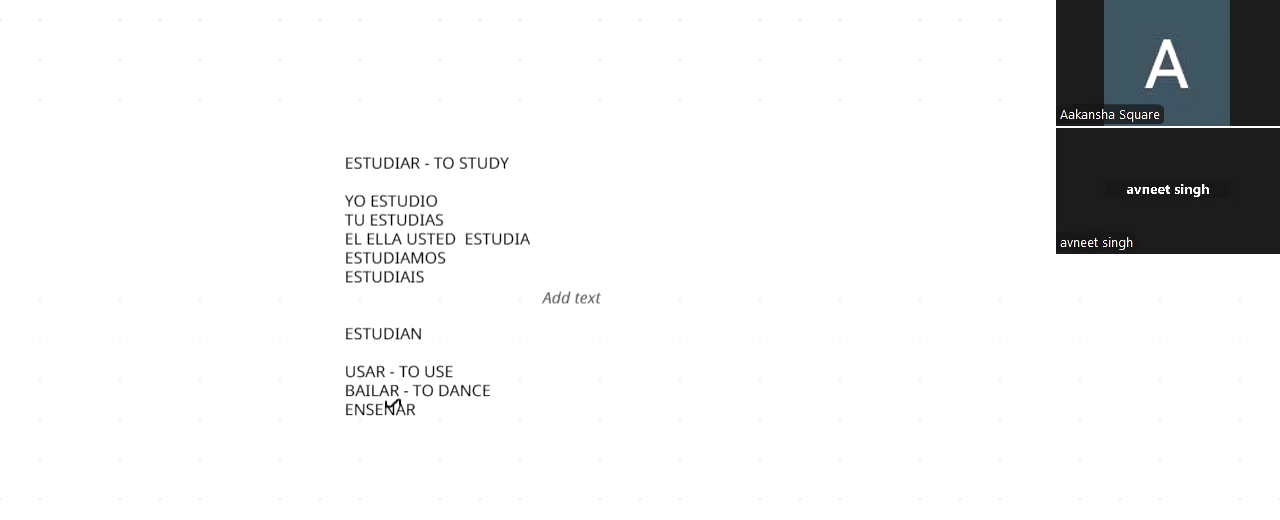 A
Aakansha Square
avneet singh
avneet singh
ESTUDIAR - TO STUDY
YO ESTUDIO
TU ESTUDIAS
EL ELLA USTED ESTUDIA
ESTUDIAMOS
ESTUDIAIS
Add text
ESTUDIAN
USAR - TO USE
BAILAR - TO DANCE
ENSEÑAR